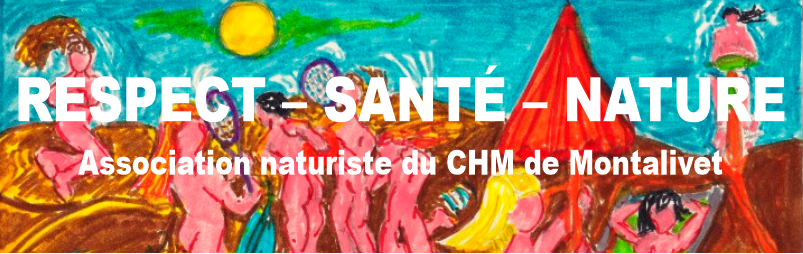 RESPECT – SANTÉ – NATURE
Association naturiste du CHM de Montalivet